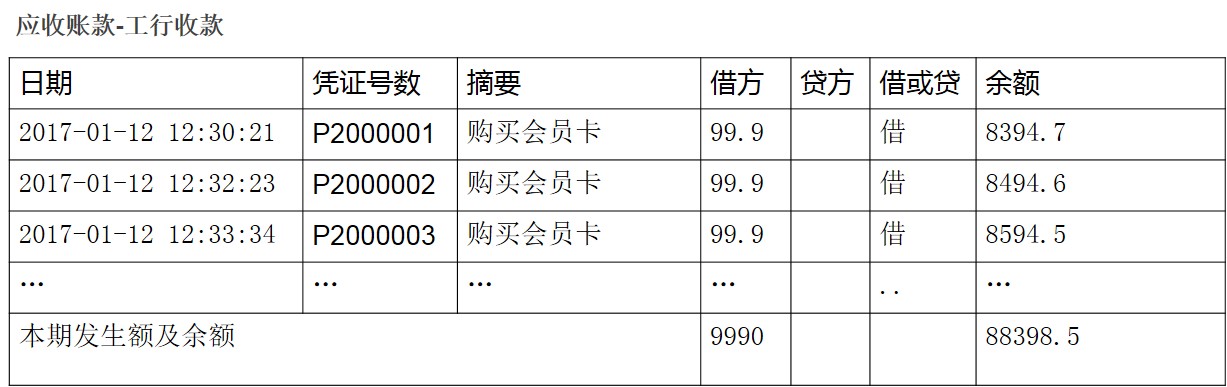 应收账款-工行收款
日期 凭证号数 摘要 借方 贷方 借或贷 余额
2017-01-12 12:30:21 P2000001 购买会员卡 99.9 借 8394.7
2017-01-12 12:32:23 P2000002 购买会员卡 99.9 借 8494.6
2017-01-12 12:33:34 P2000003 购买会员卡 99.9 借 8594.5
… … … … .. …
本期发生额及余额 9990 88398.5